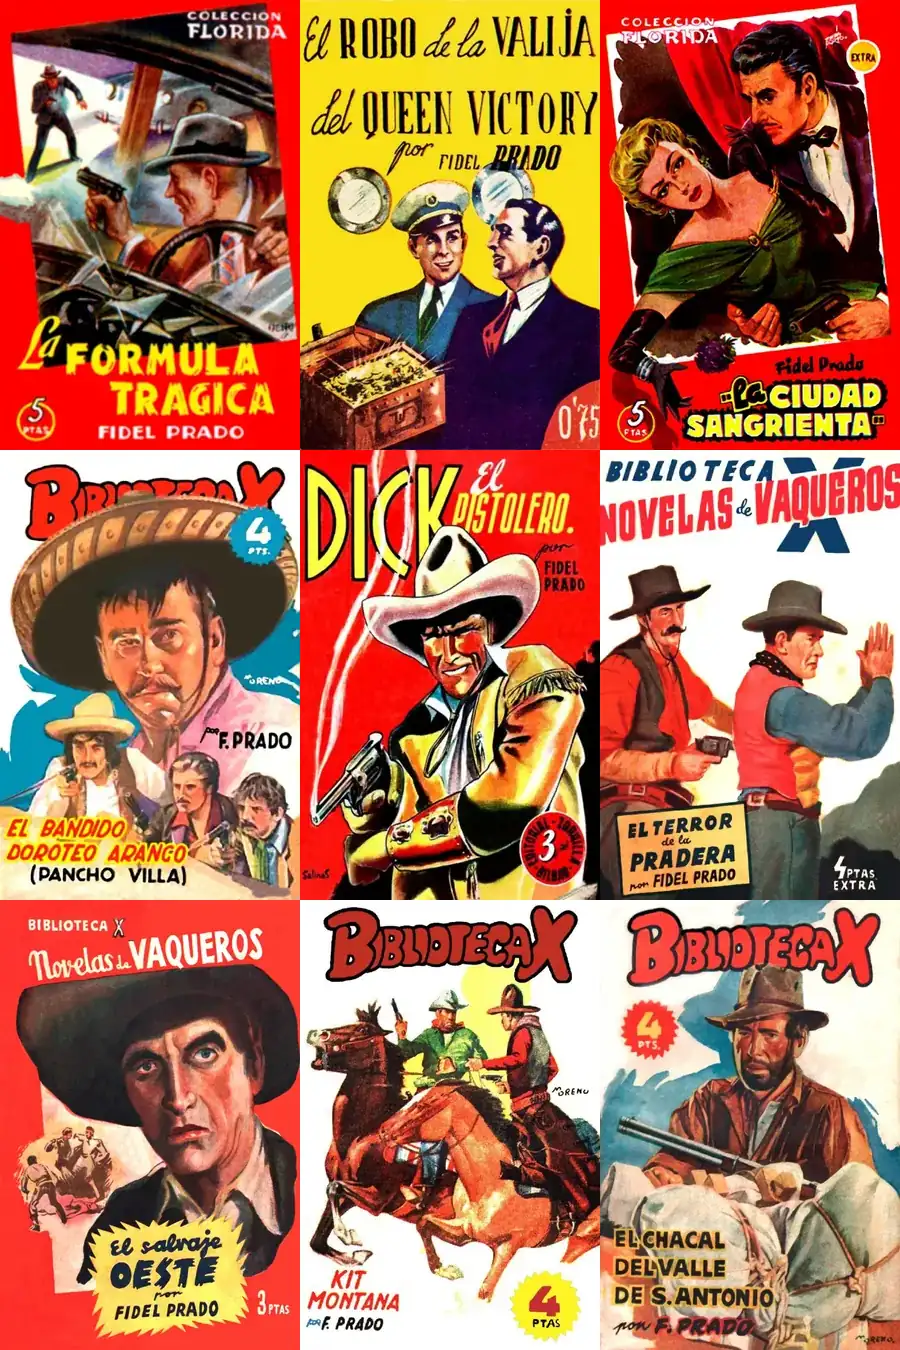 COLECCION
FLORIDA
La FORMULA
TRAGICA
5
PTAS.
FIDEL PRADO
El ROBO de la VALIJA
del QUEEN VICTORY
por FIDEL PRADO
0'75
COLECCION
FLORIDA
EXTRA
Fidel Prado
"La CIUDAD
SANGRIENTA"
5
PTAS
BIBLIOTECA X
4
PTS.
MORENO
por F. PRADO
EL BANDIDO
DOROTEO ARANGO
(PANCHO VILLA)
DICK El
PISTOLERO.
por
FIDEL
PRADO
Salinas
3
BIBLIOTECA X
NOVELAS de VAQUEROS
EL TERROR
de la
PRADERA
por FIDEL PRADO
4 PTAS
EXTRA
BIBLIOTECA X
Novelas de VAQUEROS
El salvaje
OESTE
por
FIDEL PRADO
3 PTAS
BIBLIOTECA X
MORENO
KIT
MONTANA
por F. PRADO
4
PTAS
BIBLIOTECA X
4
PTS.
EL CHACAL
DEL VALLE
DE S. ANTONIO
por F. PRADO
MORENO